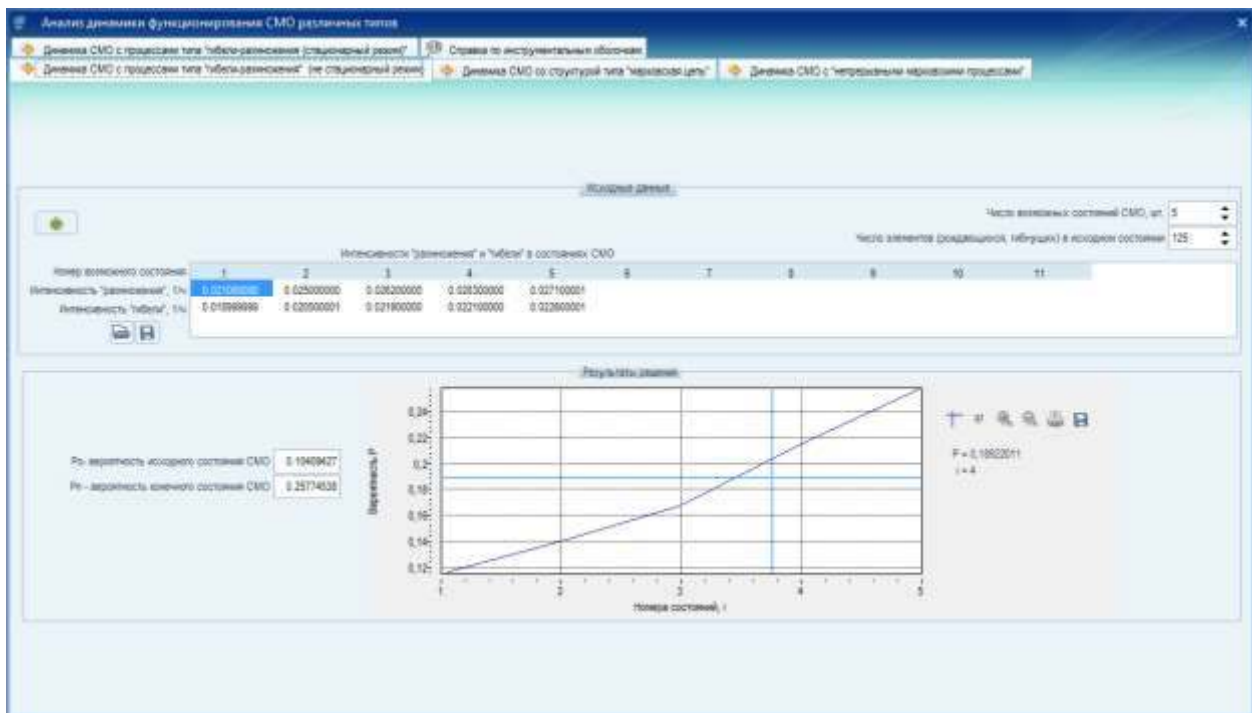 Анализ динамики функционирования СМО различных типов
Динамика СМО с процессами типа "гибели-размножения (стационарный режим)"
Справка по инструментальным оболочкам
Динамика СМО с процессами типа "гибели-размножения" (не стационарный режим)
Динамика СМО со структурой типа "марковская цепь"
Динамика СМО с "непрерывными марковскими процессами"
Исходные данные
Число возможных состояний СМО, шт. 5
Число элементов (рождающихся, гибнущих) в исходном состоянии 125
Интенсивности "размножения" и "гибели" в состояниях СМО
Номер возможного состояния 1 2 3 4 5 6 7 8 9 10 11
Интенсивность "размножения", 1/ч 0.025000000 0.026200000 0.028300000 0.027100001
Интенсивность "гибели", 1/ч 0.018999999 0.020500001 0.021800000 0.022100000 0.022800001
Результаты решения
Po- вероятность исходного состояния СМО 0.10409627
Pn - вероятность конечного состояния СМО 0.25774538
Вероятность P
0,24
0,22
0,2
0,18
0,16
0,14
0,12
1 2 3 4 5
Номера состояний, i
P = 0,18922011
i = 4